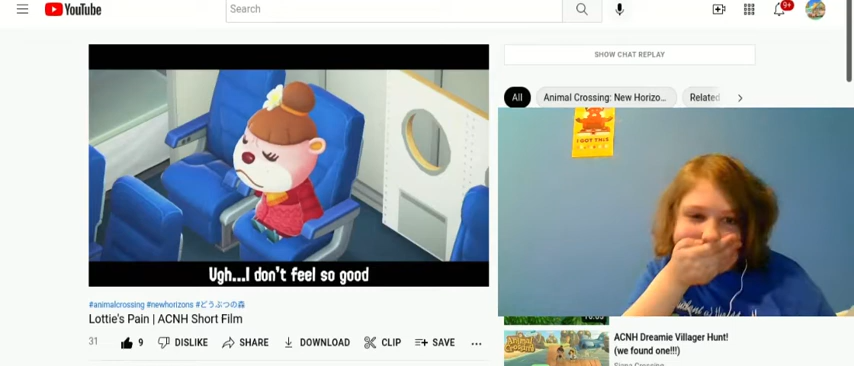 YouTube
Search
9+
SHOW CHAT REPLAY
All
Animal Crossing: New Horizo...
Related
I GOT THIS
Ugh...I don't feel so good
#animalcrossing #newhorizons #どうぶつの森
Lottie's Pain | ACNH Short Film
31
9
DISLIKE
SHARE
DOWNLOAD
CLIP
SAVE
ACNH Dreamie Villager Hunt!
(we found one!!!)